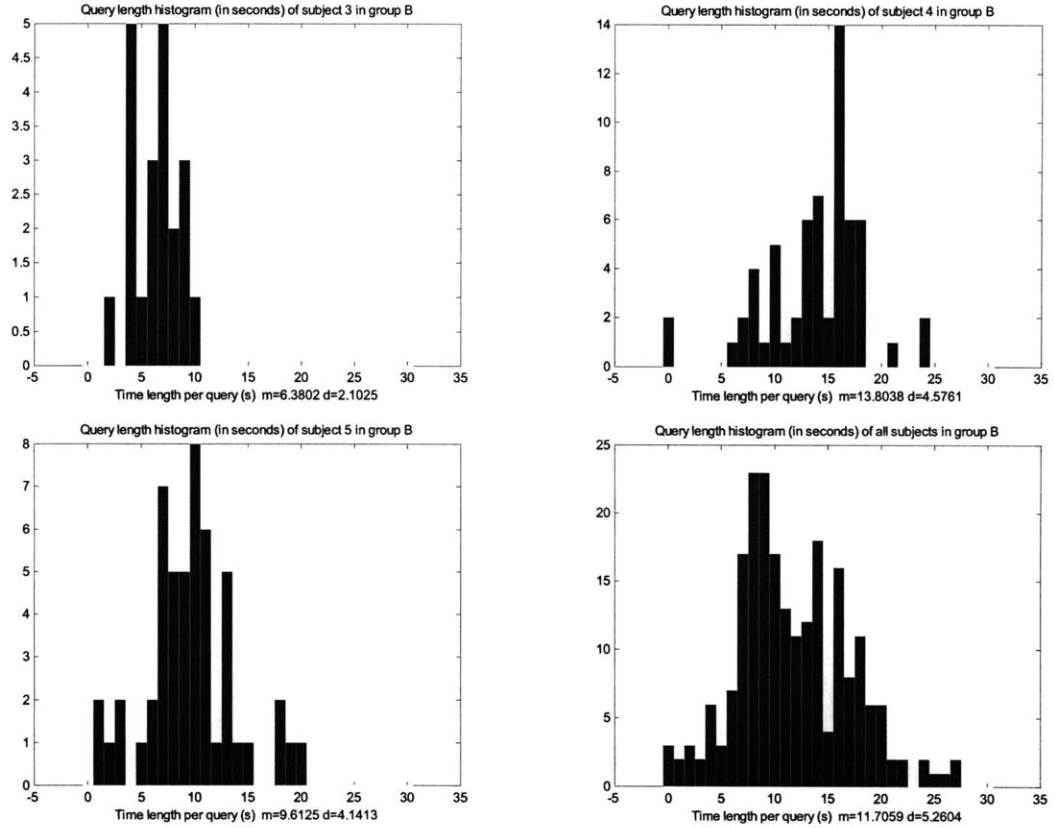 Query length histogram (in seconds) of subject 3 in group B
5
4.5
4
3.5
3
2.5
2
1.5
1
0.5
0
-5 0 5 10 15 20 25 30 35
Time length per query (s) m=6.3802 d=2.1025
Query length histogram (in seconds) of subject 4 in group B
14
12
10
8
6
4
2
0
-5 0 5 10 15 20 25 30 35
Time length per query (s) m=13.8038 d=4.5761
Query length histogram (in seconds) of subject 5 in group B
8
7
6
5
4
3
2
1
0
-5 0 5 10 15 20 25 30 35
Time length per query (s) m=9.6125 d=4.1413
Query length histogram (in seconds) of all subjects in group B
25
20
15
10
5
0
-5 0 5 10 15 20 25 30 35
Time length per query (s) m=11.7059 d=5.2604